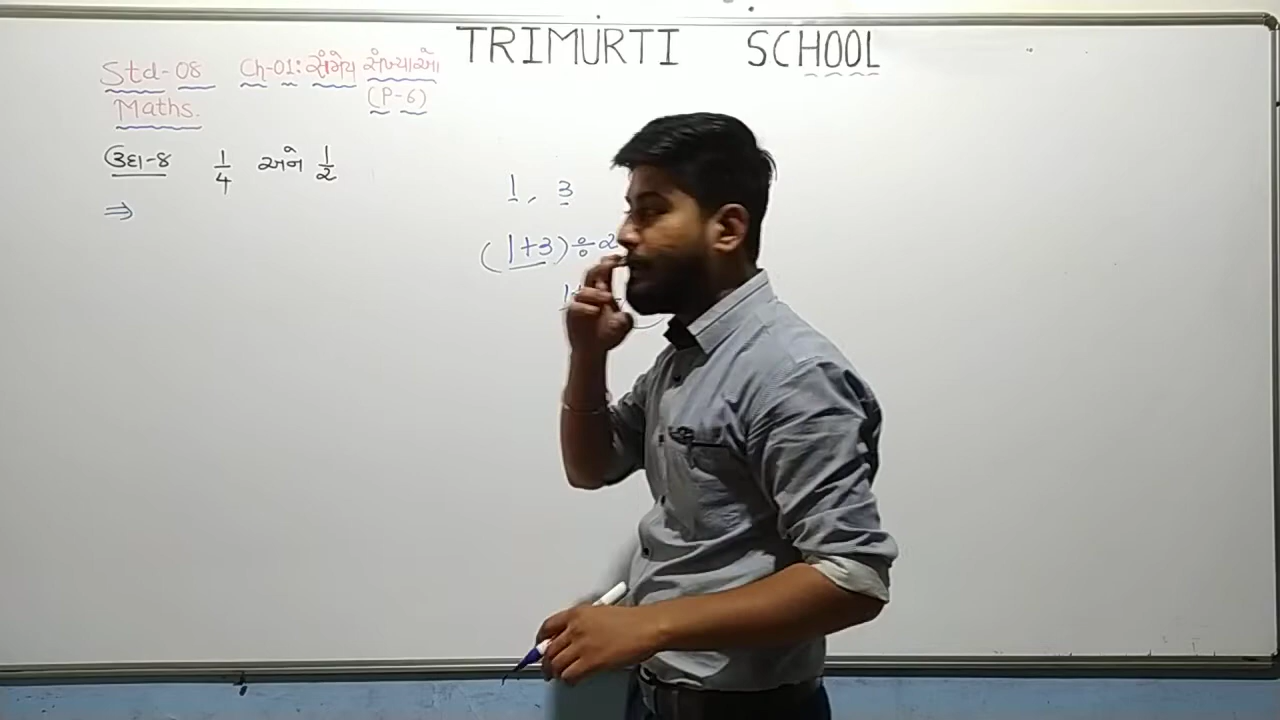 TRIMURTI SCHOOL
Std-08 Ch-01: સંમેય સંખ્યાઓ
Maths. (P-6)
ઉદા-8 1/4 અને 1/2
⇒
1, 3
(1+3)÷2